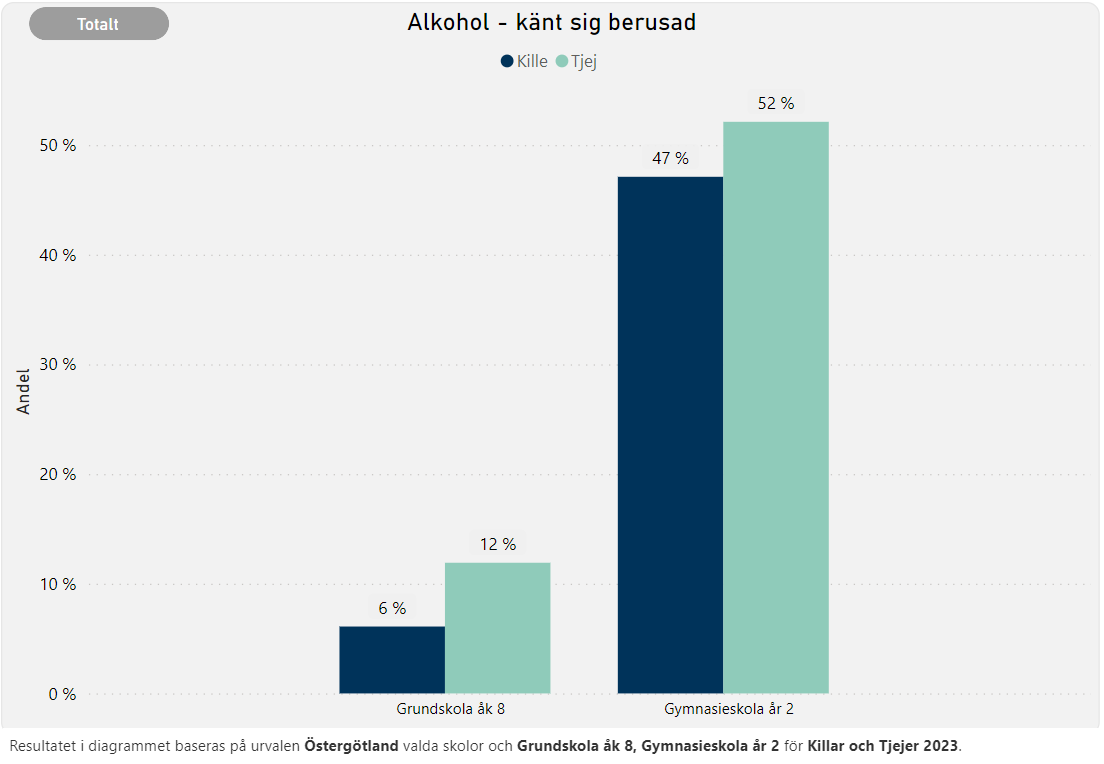 Totalt
Alkohol - känt sig berusad
Kille Tjej
52 %
50 %
47 %
40 %
30 %
Andel
20 %
12 %
10 %
6 %
0 %
Grundskola åk 8 Gymnasieskola år 2
Resultatet i diagrammet baseras på urvalen Östergötland valda skolor och Grundskola åk 8, Gymnasieskola år 2 för Killar och Tjejer 2023.